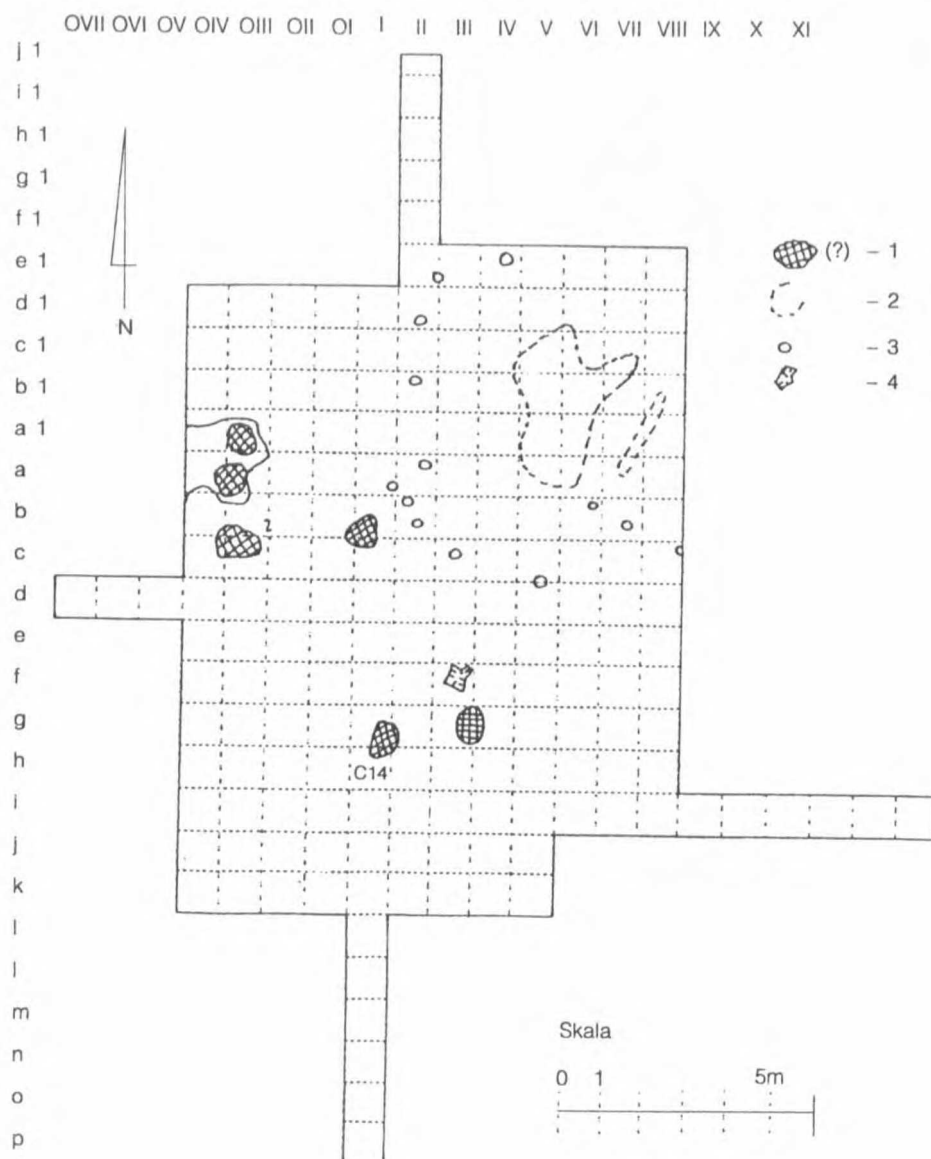 OVII OVI OV OIV OIII OII OI I II III IV V VI VII VIII IX X XI
j 1
i 1
h 1
g 1
f 1
e 1
(?) – 1
d 1
– 2
N
c 1
– 3
b 1
– 4
a 1
a
b
c
d
e
f
g
h
C14
i
j
k
l
l
m
n
Skala
o
0 1 5m
p